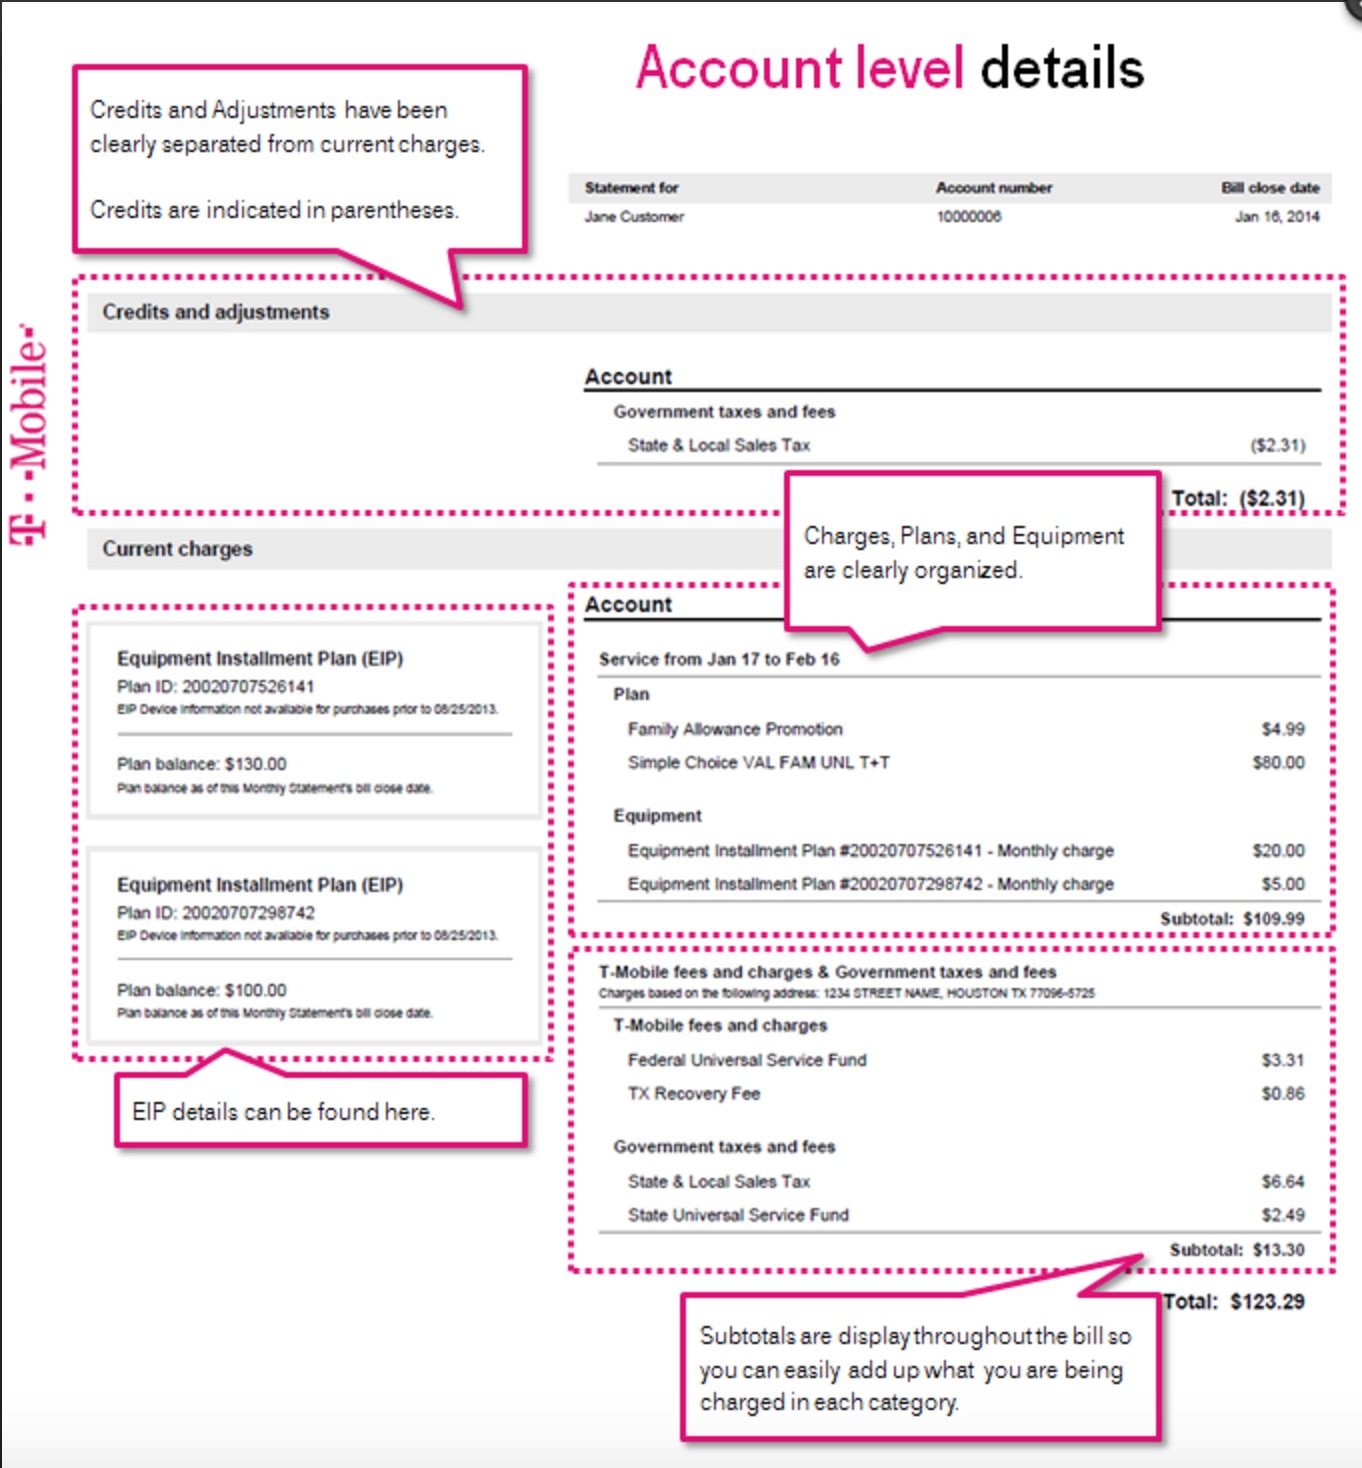 Account level details
Credits and Adjustments have been
clearly separated from current charges.
Credits are indicated in parentheses.
Statement for Account number Bill close date
Jane Customer 10000006 Jan 16, 2014
T··Mobile·
Credits and adjustments
Account
Government taxes and fees
State & Local Sales Tax ($2.31)
Total: ($2.31)
Charges, Plans, and Equipment
are clearly organized.
Current charges
Equipment Installment Plan (EIP)
Plan ID: 20020707526141
EIP Device Information not available for purchases prior to 08/25/2013.
Plan balance: $130.00
Plan balance as of this Monthly Statement's bill close date.
Equipment Installment Plan (EIP)
Plan ID: 20020707298742
EIP Device Information not available for purchases prior to 08/25/2013.
Plan balance: $100.00
Plan balance as of this Monthly Statement's bill close date.
EIP details can be found here.
Account
Service from Jan 17 to Feb 16
Plan
Family Allowance Promotion $4.99
Simple Choice VAL FAM UNL T+T $80.00
Equipment
Equipment Installment Plan #20020707526141 - Monthly charge $20.00
Equipment Installment Plan #20020707298742 - Monthly charge $5.00
Subtotal: $109.99
T-Mobile fees and charges & Government taxes and fees
Charges based on the following address: 1234 STREET NAME, HOUSTON TX 77096-5725
T-Mobile fees and charges
Federal Universal Service Fund $3.31
TX Recovery Fee $0.86
Government taxes and fees
State & Local Sales Tax $6.64
State Universal Service Fund $2.49
Subtotal: $13.30
Total: $123.29
Subtotals are display throughout the bill so
you can easily add up what you are being
charged in each category.